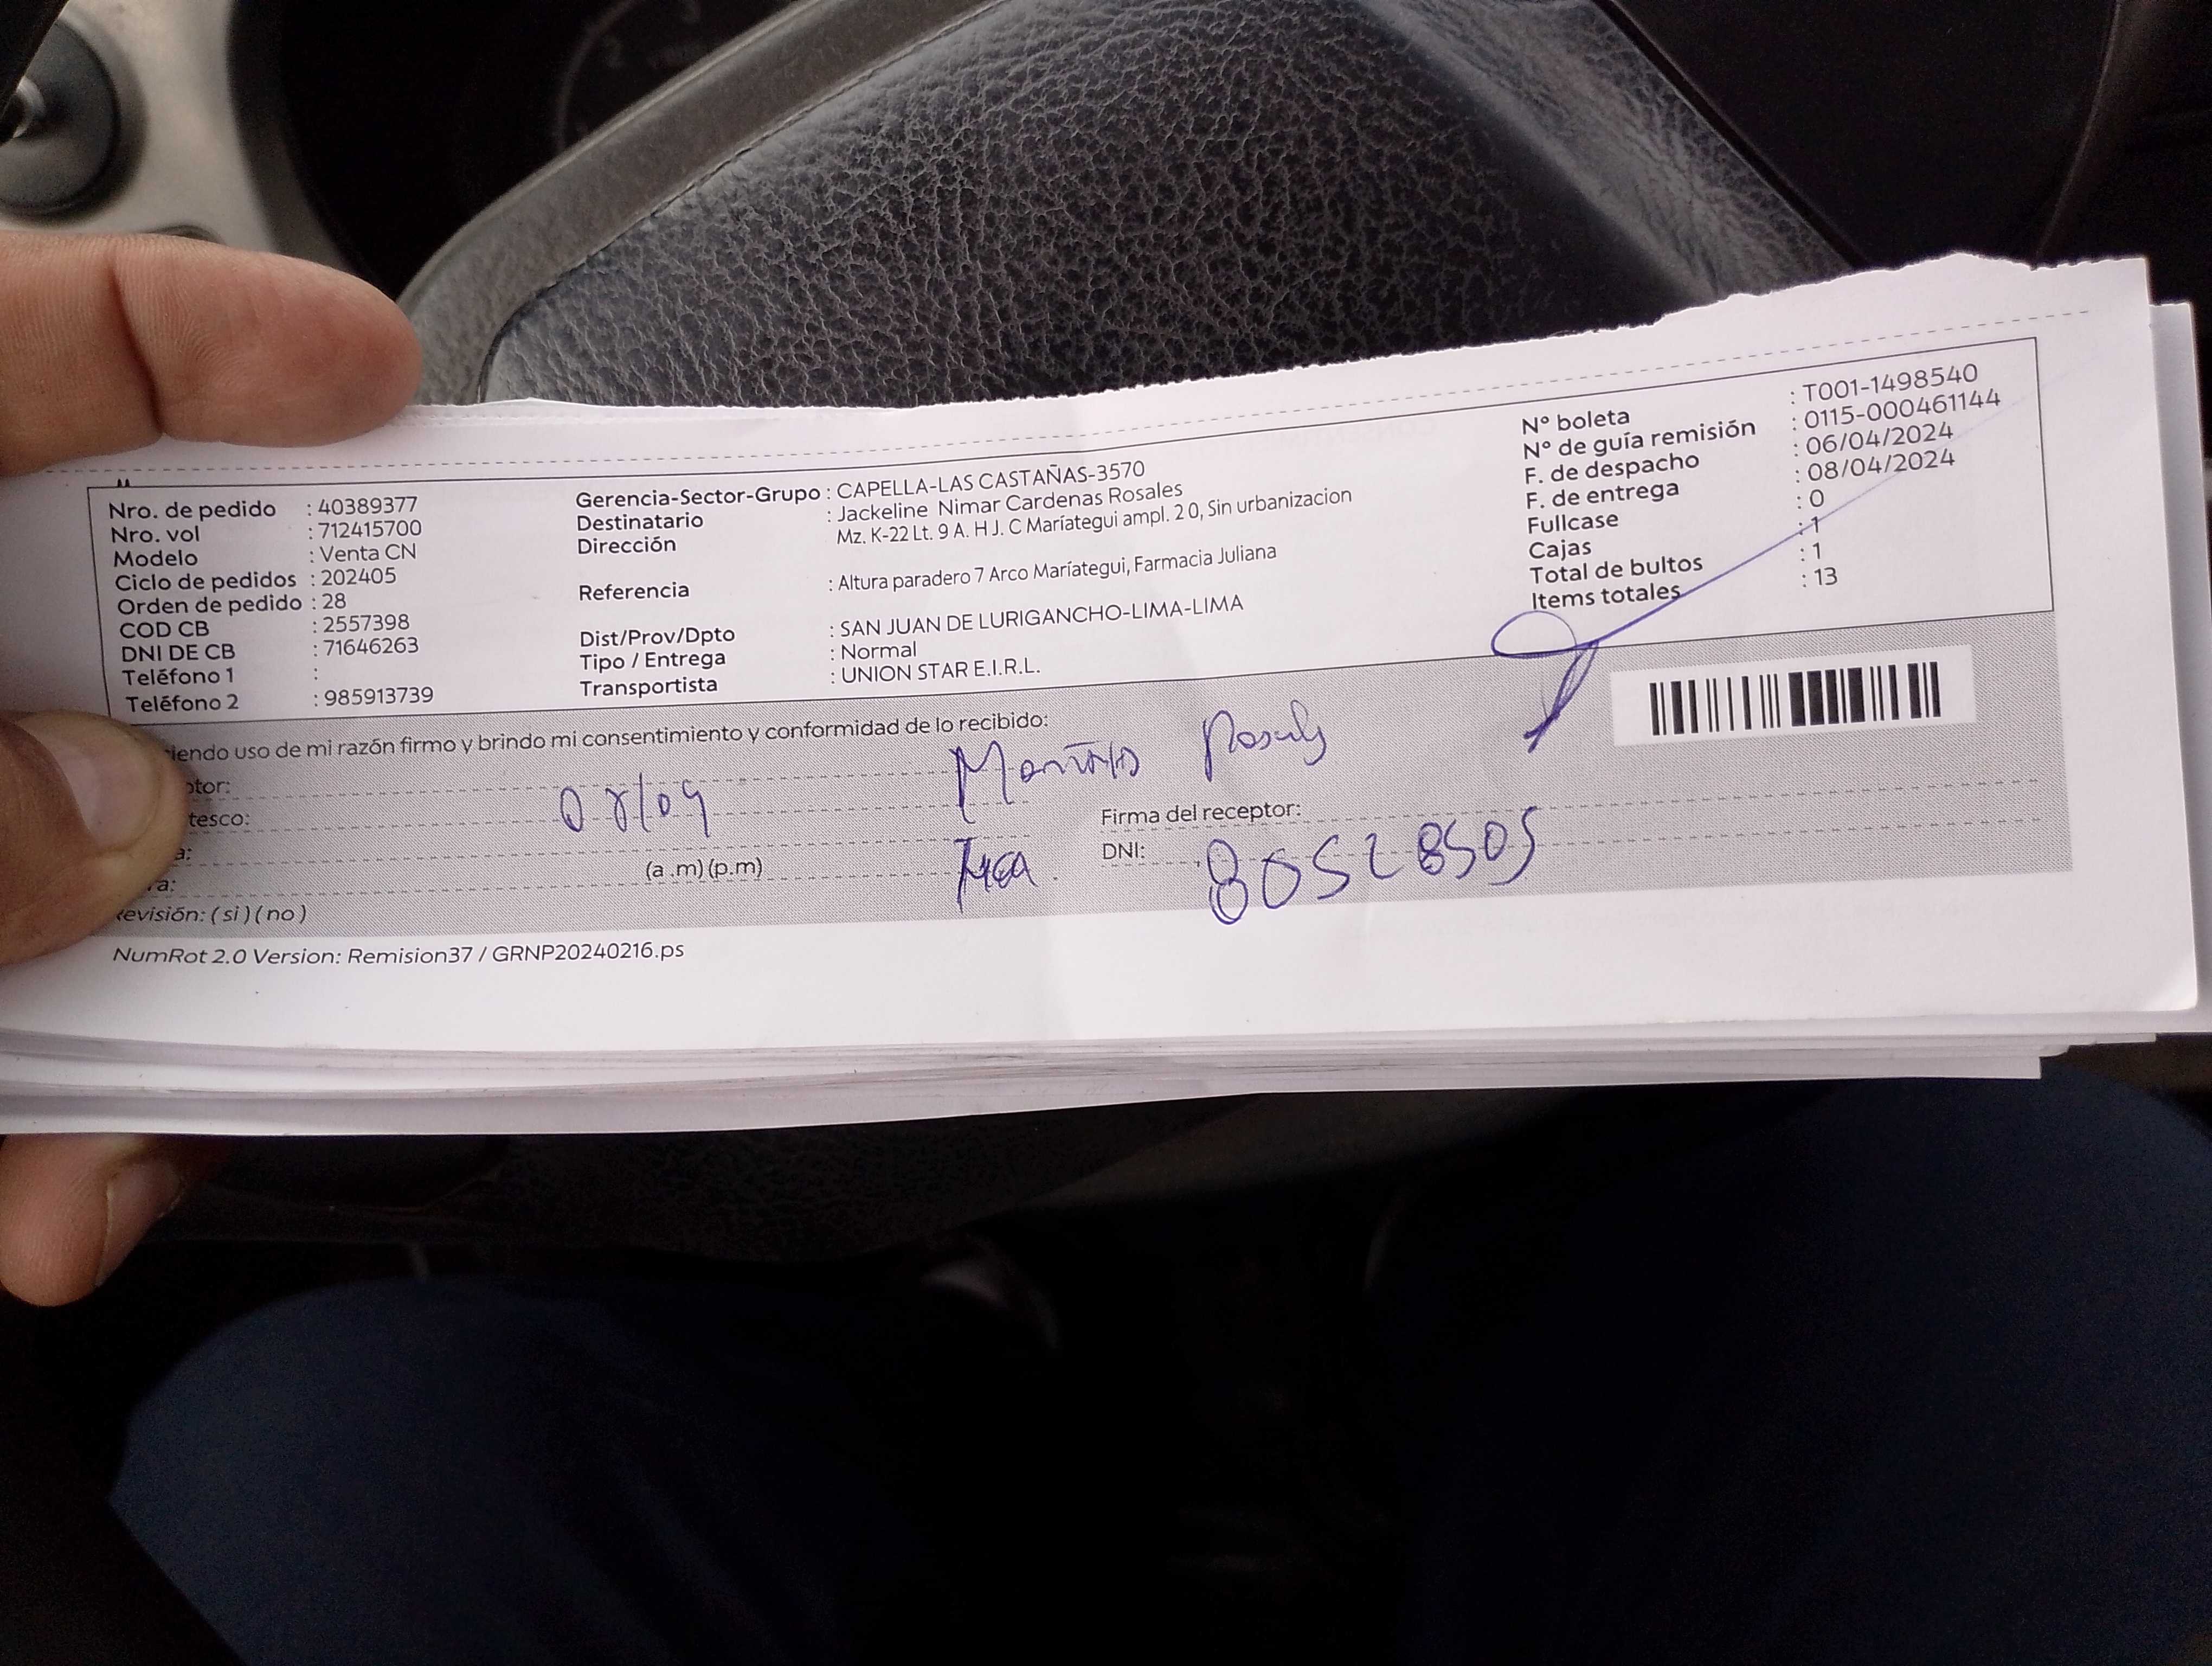 Nro. de pedido : 40389377
Nro. vol : 712415700
Modelo : Venta CN
Ciclo de pedidos : 202405
Orden de pedido : 28
COD CB : 2557398
DNI DE CB : 71646263
Teléfono 1 :
Teléfono 2 : 985913739
Gerencia-Sector-Grupo : CAPELLA-LAS CASTAÑAS-3570
Destinatario : Jackeline Nimar Cardenas Rosales
Dirección Mz. K-22 Lt. 9 A. H J. C Maríategui ampl. 2 0, Sin urbanizacion
Referencia : Altura paradero 7 Arco Maríategui, Farmacia Juliana
Dist/Prov/Dpto : SAN JUAN DE LURIGANCHO-LIMA-LIMA
Tipo / Entrega : Normal
Transportista : UNION STAR E.I.R.L.
N° boleta : T001-1498540
N° de guía remisión : 0115-000461144
F. de despacho : 06/04/2024
F. de entrega : 08/04/2024
Fullcase : 0
Cajas : 1
Total de bultos : 1
Items totales : 13
iendo uso de mi razón firmo y brindo mi consentimiento y conformidad de lo recibido:
ptor:
tesco:
08/04
a:
ra: (a .m) (p.m)
Firma del receptor:
DNI: 80528505
evisión: ( si ) ( no )
NumRot 2.0 Version: Remision37 / GRNP20240216.ps